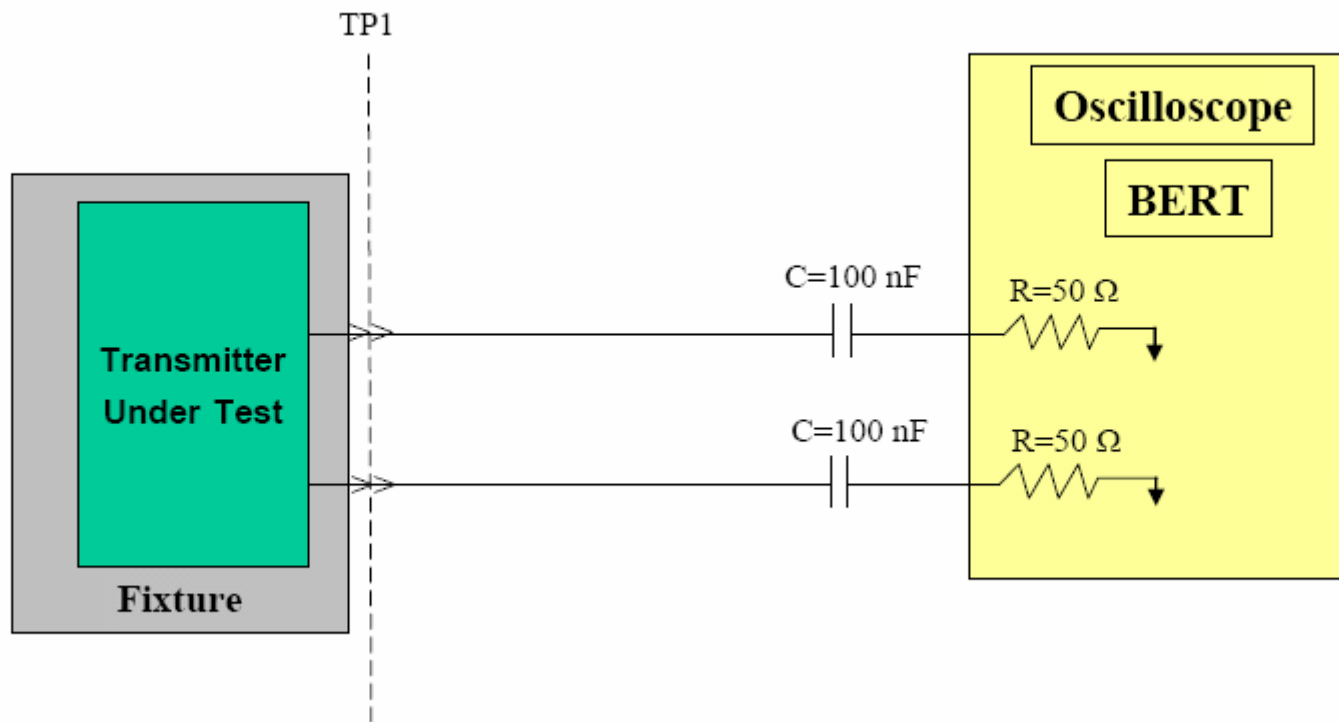 TP1
Oscilloscope
BERT
C=100 nF
R=50 Ω
Transmitter
Under Test
C=100 nF
R=50 Ω
Fixture